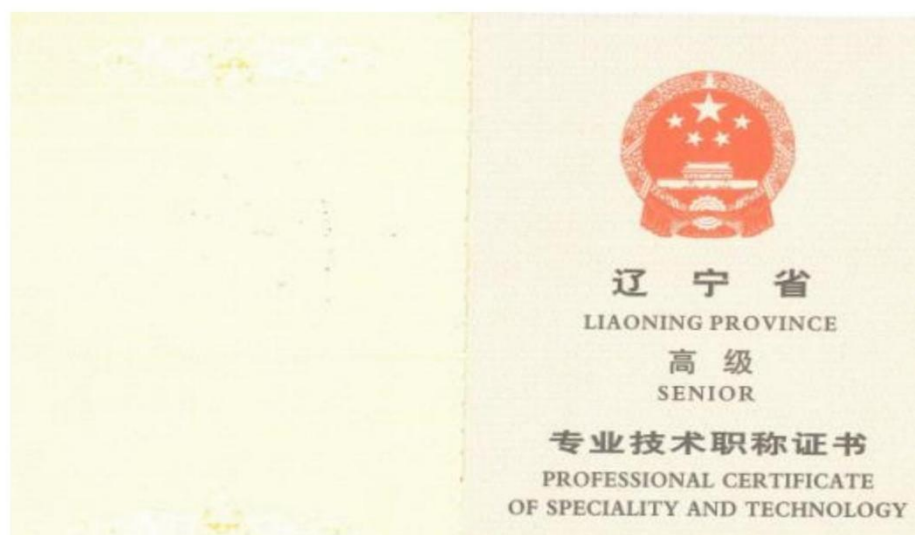 辽宁省
LIAONING PROVINCE
高级
SENIOR
专业技术职称证书
PROFESSIONAL CERTIFICATE
OF SPECIALITY AND TECHNOLOGY